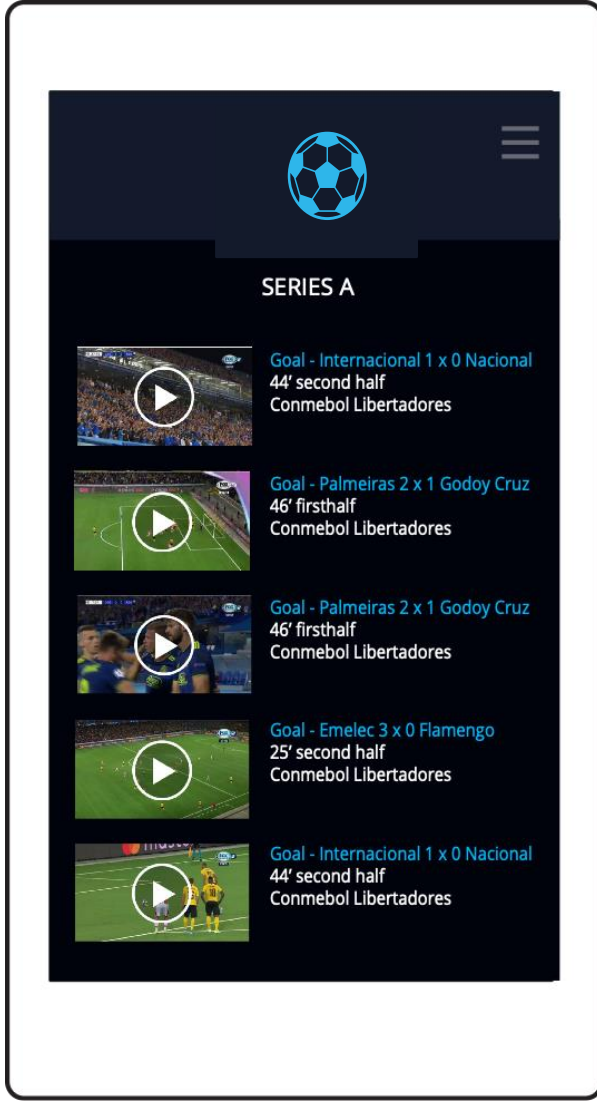 SERIES A
Goal - Internacional 1 x 0 Nacional
44’ second half
Conmebol Libertadores
Goal - Palmeiras 2 x 1 Godoy Cruz
46’ firsthalf
Conmebol Libertadores
Goal - Palmeiras 2 x 1 Godoy Cruz
46’ firsthalf
Conmebol Libertadores
Goal - Emelec 3 x 0 Flamengo
25’ second half
Conmebol Libertadores
Goal - Internacional 1 x 0 Nacional
44’ second half
Conmebol Libertadores